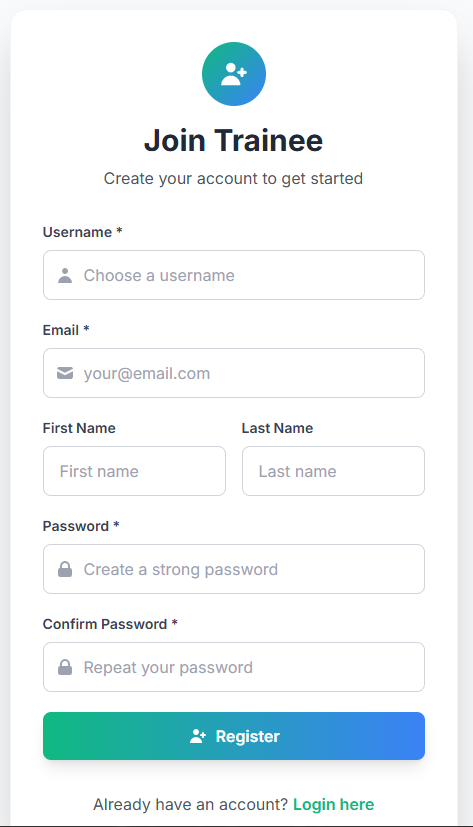 Join Trainee
Create your account to get started
Username *
Choose a username
Email *
your@email.com
First Name Last Name
First name Last name
Password *
Create a strong password
Confirm Password *
Repeat your password
Register
Already have an account? Login here